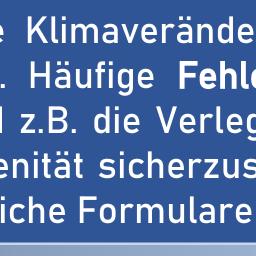 e Klimaverände
. Häufige Fehle
d z.B. die Verleg
enität sicherzus
iche Formulare